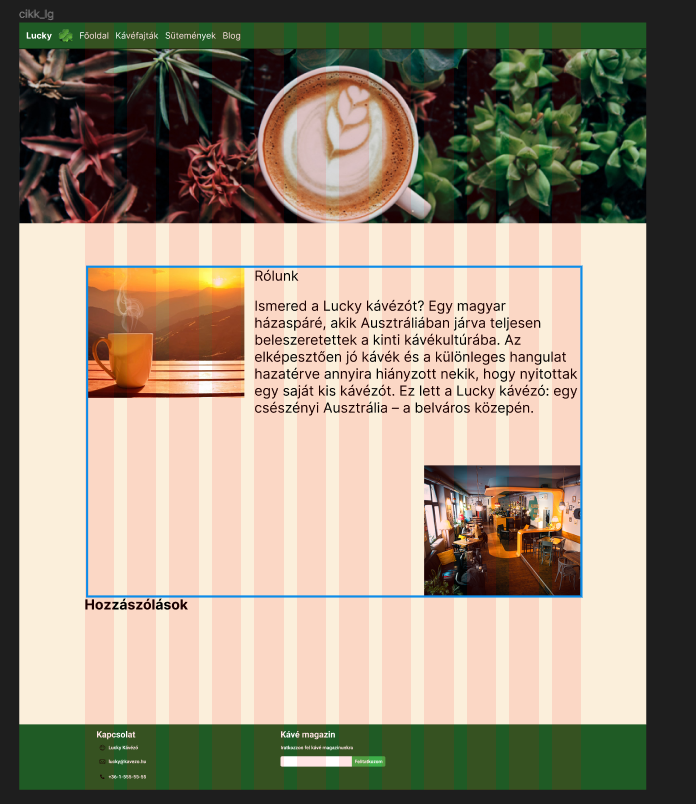 cikk_lg
Lucky Főoldal Kávéfajták Sütemények Blog
Rólunk
Ismered a Lucky kávézót? Egy magyar
házaspáré, akik Ausztráliában járva teljesen
beleszeretettek a kinti kávékultúrába. Az
elképesztően jó kávék és a különleges hangulat
hazatérve annyira hiányzott nekik, hogy nyitottak
egy saját kis kávézót. Ez lett a Lucky kávézó: egy
csészényi Ausztrália – a belváros közepén.
Hozzászólások
Kapcsolat
Lucky Kávézó
lucky@kavezo.hu
+36-1-555-55-55
Kávé magazin
Iratkozzon fel kávé magazinunkra
Feliratkozom